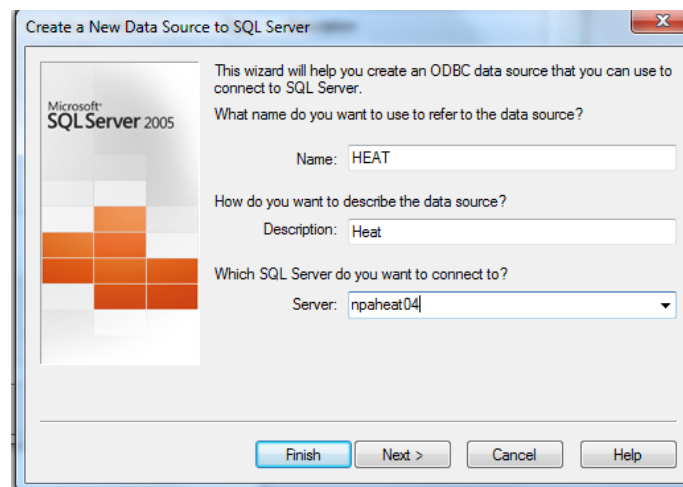 Create a New Data Source to SQL Server
This wizard will help you create an ODBC data source that you can use to
connect to SQL Server.
What name do you want to use to refer to the data source?
Name: HEAT
How do you want to describe the data source?
Description: Heat
Which SQL Server do you want to connect to?
Server: npaheat04
Microsoft
SQL Server 2005
Finish
Next >
Cancel
Help